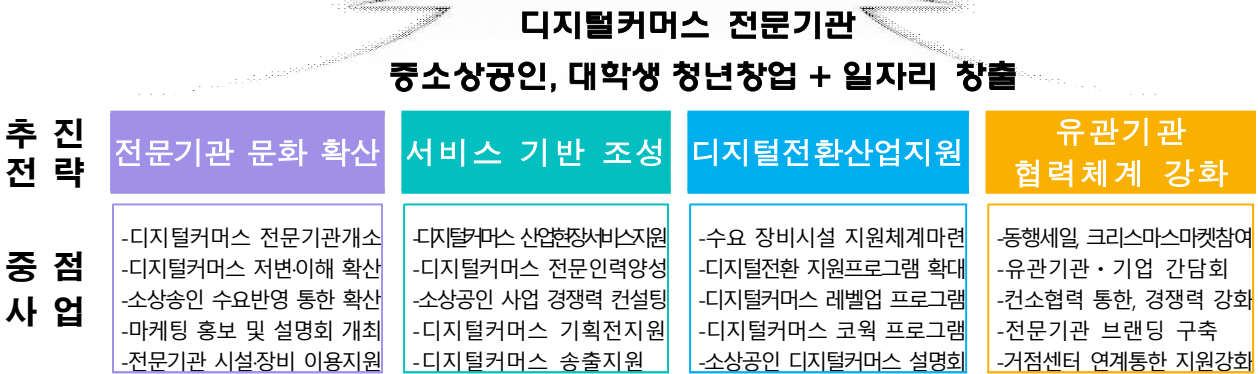 디지털커머스 전문기관
중소상공인, 대학생 청년창업 + 일자리 창출
추 진
전 략
전문기관 문화 확산
서비스 기반 조성
디지털전환산업지원
유관기관
협력체계 강화
중 점
사 업
-디지털커머스 전문기관개소
-디지털커머스 저변·이해 확산
-소상송인 수요반영 통한 확산
-마케팅 홍보 및 설명회 개최
-전문기관 시설·장비 이용지원
-디지털커머스 산업현장서비스지원
-디지털커머스 전문인력양성
-소상공인 사업 경쟁력 컨설팅
-디지털커머스 기획전지원
-디지털커머스 송출지원
-수요 장비시설 지원체계마련
-디지털전환 지원프로그램 확대
-디지털커머스 레벨업 프로그램
-디지털커머스 코웍 프로그램
-소상공인 디지털커머스 설명회
-동행세일, 크리스마스마켓참여
-유관기관・기업 간담회
-컨소협력 통한, 경쟁력 강화
-전문기관 브랜딩 구축
-거점센터 연계통한 지원강화